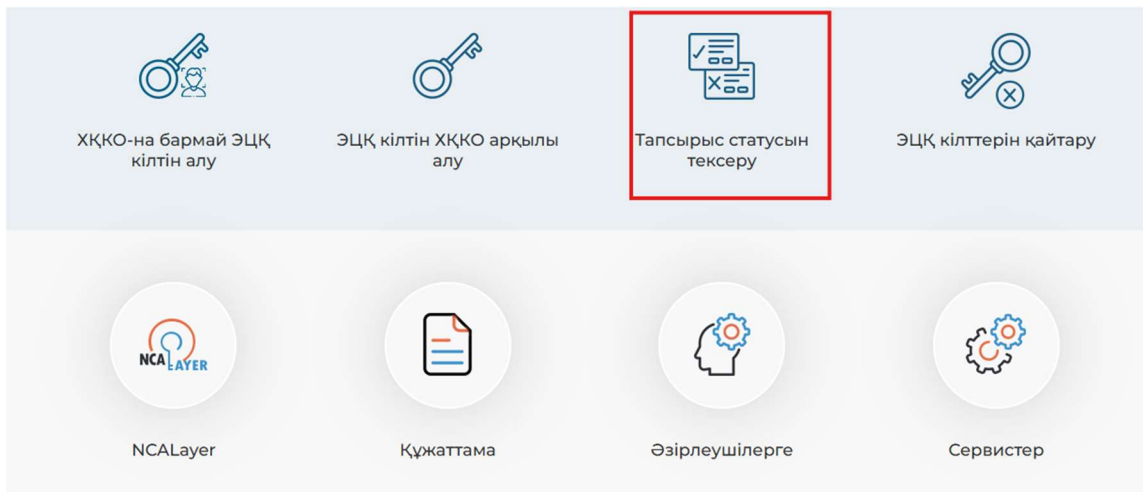 ХҚКО-на бармай ЭЦҚ
кілтін алу
ЭЦҚ кілтін ХҚКО арқылы
алу
Тапсырыс статусын
тексеру
ЭЦҚ кілттерін қайтару
NCALAYER
NCALayer
Құжаттама
Әзірлеушілерге
Сервистер